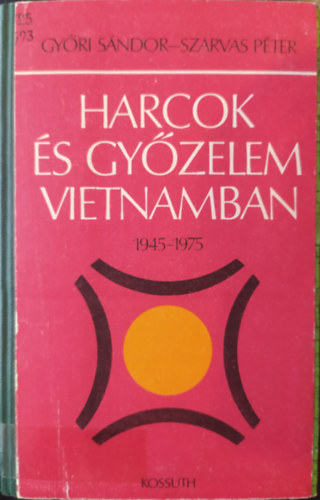 GYŐRI SÁNDOR–SZARVAS PÉTER
HARCOK
ÉS GYŐZELEM
VIETNAMBAN
1945–1975
KOSSUTH